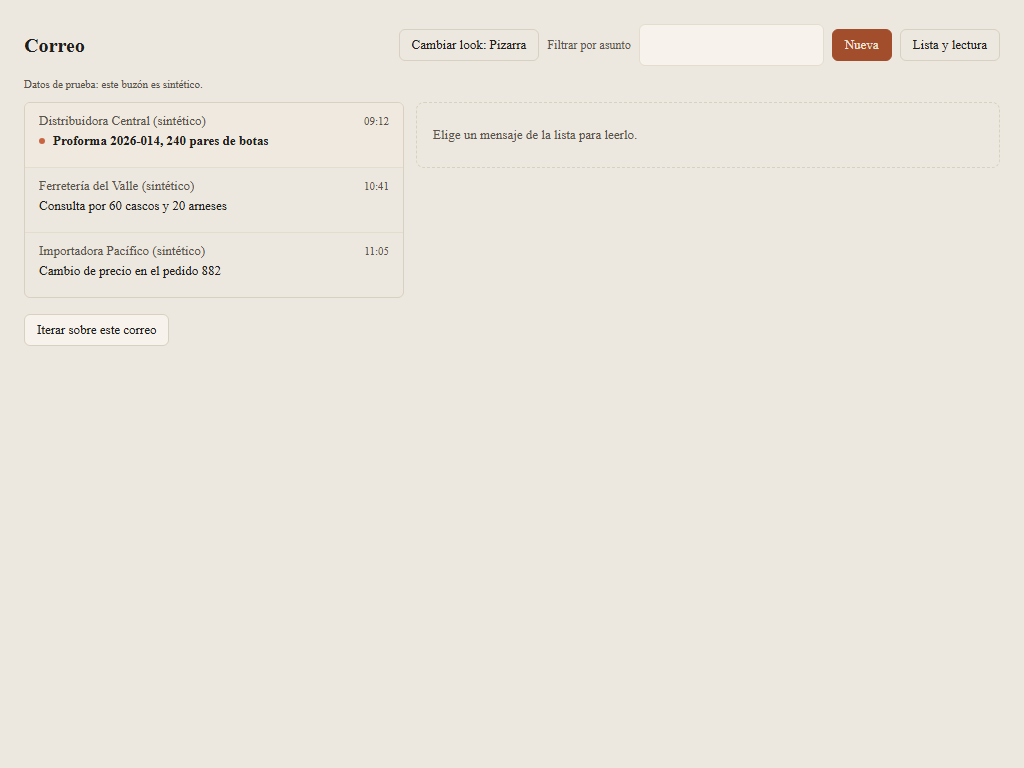 Correo
Cambiar look: Pizarra
Filtrar por asunto
Nueva
Lista y lectura
Datos de prueba: este buzón es sintético.
Distribuidora Central (sintético)
09:12
Proforma 2026-014, 240 pares de botas
Ferretería del Valle (sintético)
10:41
Consulta por 60 cascos y 20 arneses
Importadora Pacífico (sintético)
11:05
Cambio de precio en el pedido 882
Elige un mensaje de la lista para leerlo.
Iterar sobre este correo